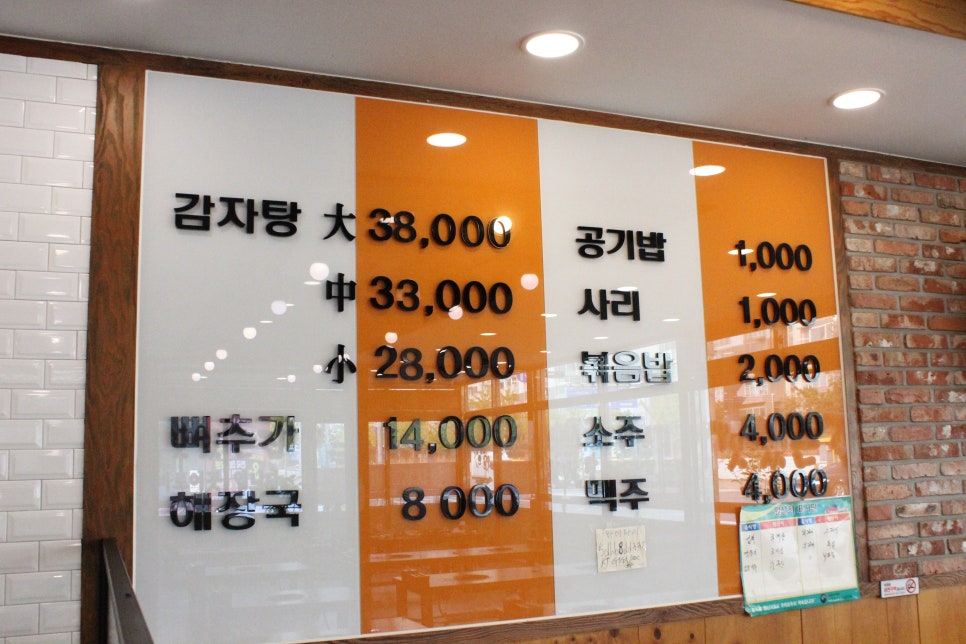 감자탕 大 38,000
中 33,000
小 28,000
뼈추가 14,000
해장국 8 000
공기밥 1,000
사리 1,000
볶음밥 2,000
소주 4,000
맥주 4,000